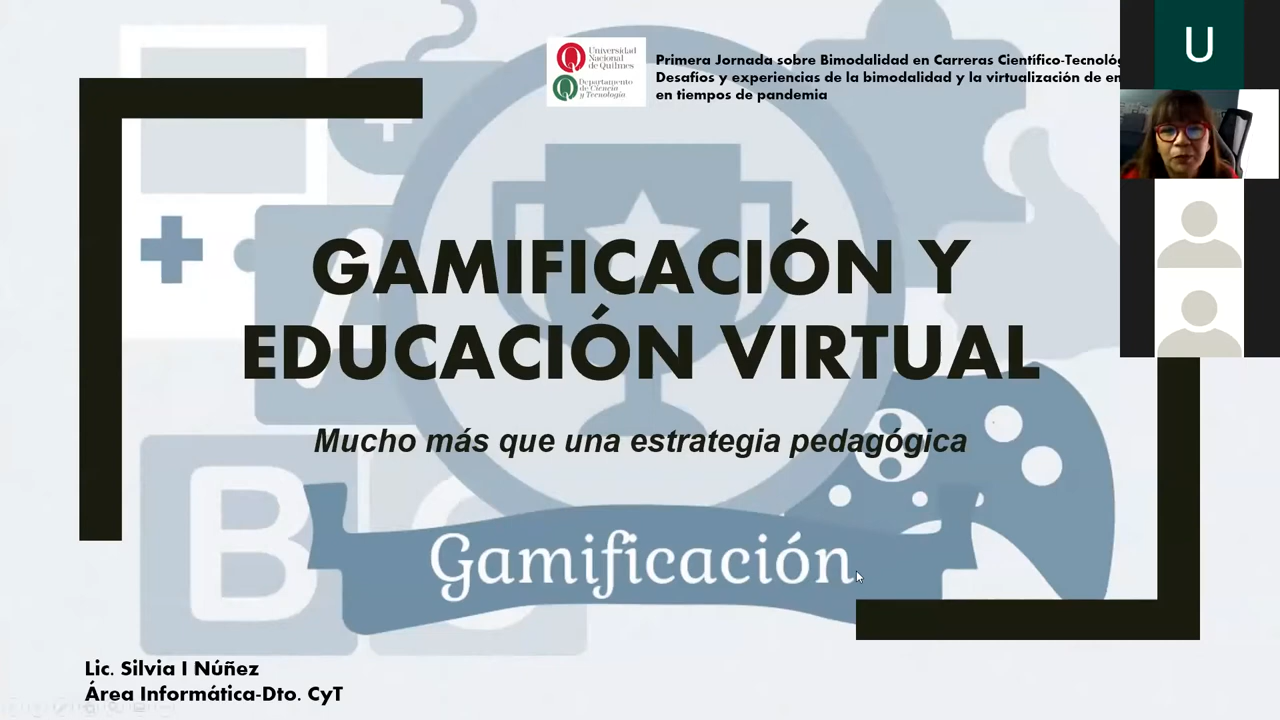 Universidad
Nacional
de Quilmes
Departamento
de Ciencia
y Tecnología
Primera Jornada sobre Bimodalidad en Carreras Científico-Tecnológ
Desafíos y experiencias de la bimodalidad y la virtualización de en
en tiempos de pandemia
U
GAMIFICACIÓN Y
EDUCACIÓN VIRTUAL
Mucho más que una estrategia pedagógica
B
Gamificación
Lic. Silvia I Núñez
Área Informática-Dto. CyT